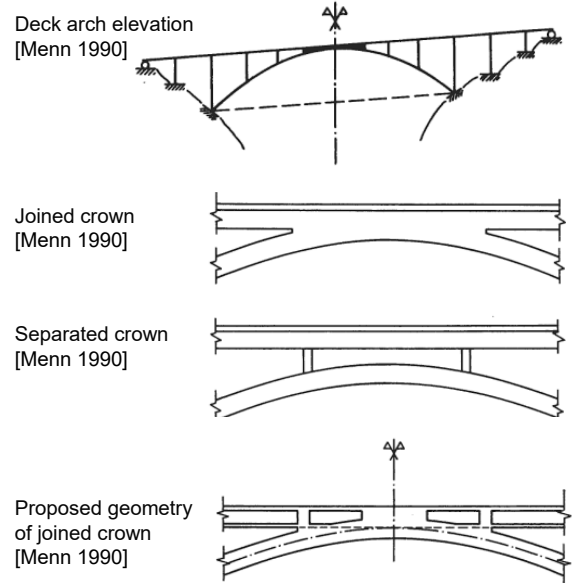 Deck arch elevation
[Menn 1990]
Joined crown
[Menn 1990]
Separated crown
[Menn 1990]
Proposed geometry
of joined crown
[Menn 1990]